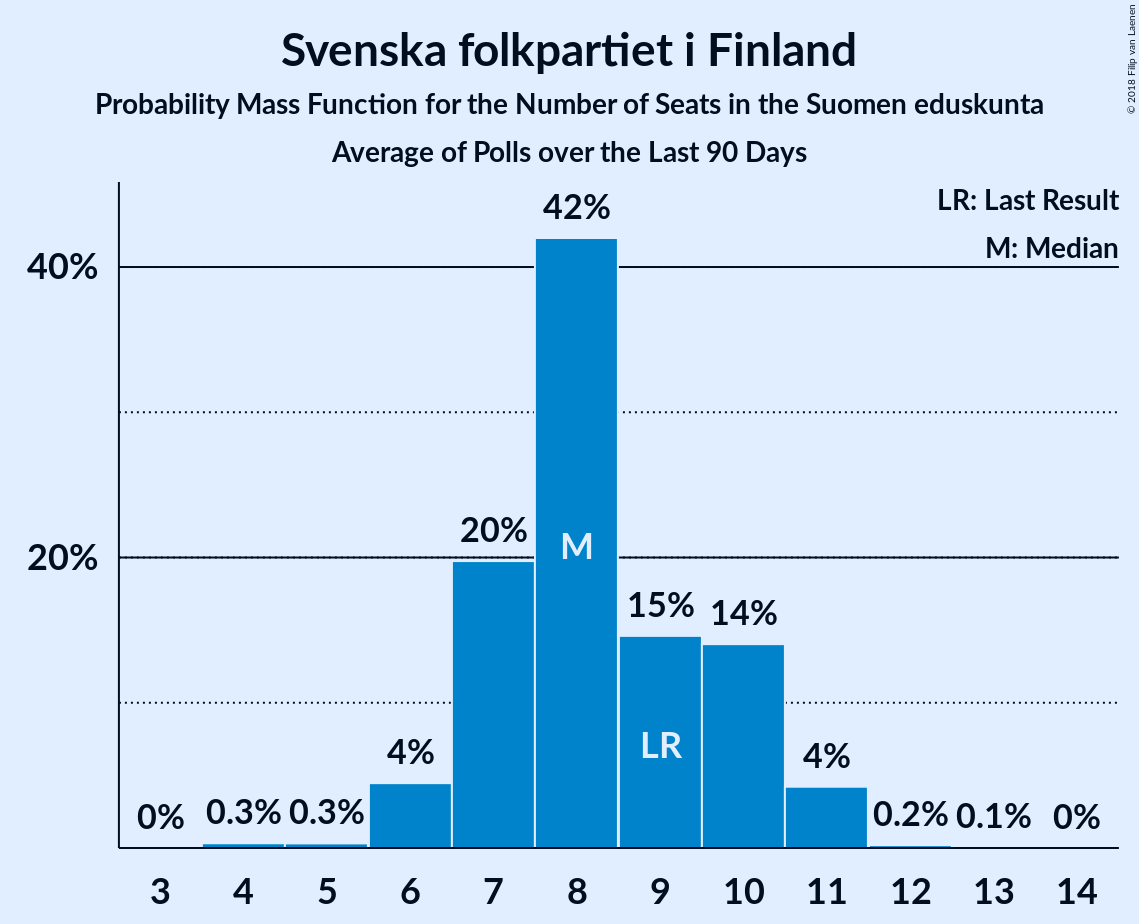 Svenska folkpartiet i Finland
Probability Mass Function for the Number of Seats in the Suomen eduskunta
Average of Polls over the Last 90 Days
© 2018 Filip van Laenen
LR: Last Result
M: Median
40%
20%
0%
0.3%
0.3%
4%
20%
42%
15%
14%
4%
0.2%
0.1%
0%
M
LR
3 4 5 6 7 8 9 10 11 12 13 14